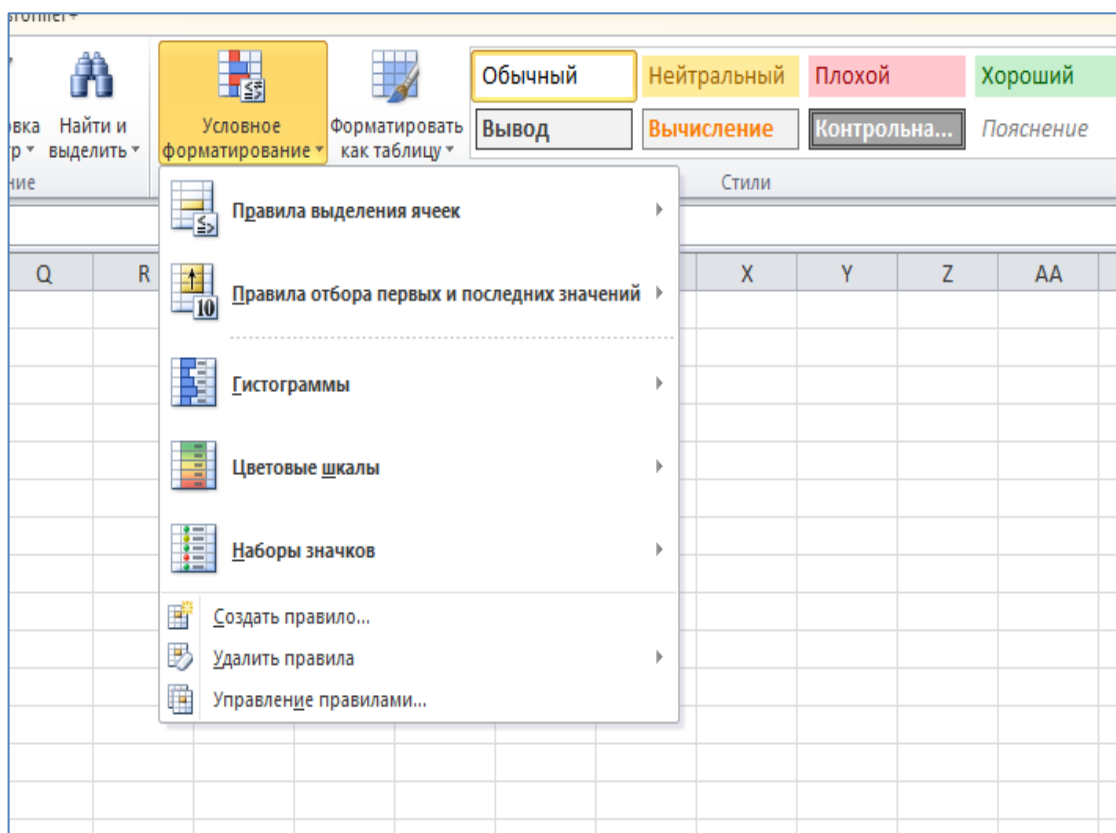 Обычный Нейтральный Плохой Хороший
Найти и выделить
Условное форматирование
Форматировать как таблицу
Вывод Вычисление Контрольна... Пояснение
Стили
Правила выделения ячеек
Q R X Y Z AA
Правила отбора первых и последних значений
10
Гистограммы
Цветовые шкалы
Наборы значков
Создать правило...
Удалить правила
Управление правилами...